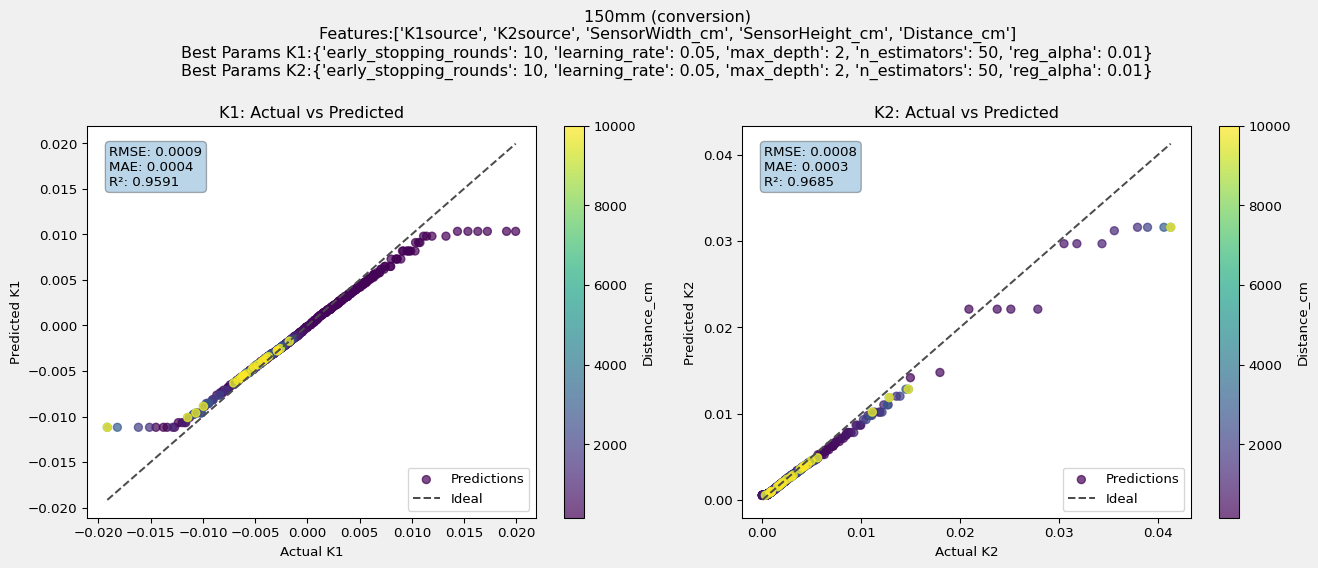 150mm (conversion)
Features:['K1source', 'K2source', 'SensorWidth_cm', 'SensorHeight_cm', 'Distance_cm']
Best Params K1:{'early_stopping_rounds': 10, 'learning_rate': 0.05, 'max_depth': 2, 'n_estimators': 50, 'reg_alpha': 0.01}
Best Params K2:{'early_stopping_rounds': 10, 'learning_rate': 0.05, 'max_depth': 2, 'n_estimators': 50, 'reg_alpha': 0.01}
K1: Actual vs Predicted
RMSE: 0.0009
MAE: 0.0004
R²: 0.9591
0.020
0.015
0.010
0.005
0.000
−0.005
−0.010
−0.015
−0.020
Predicted K1
Predictions
Ideal
−0.020
−0.015
−0.010
−0.005
0.000
0.005
0.010
0.015
0.020
Actual K1
10000
8000
6000
4000
2000
Distance_cm
K2: Actual vs Predicted
RMSE: 0.0008
MAE: 0.0003
R²: 0.9685
0.04
0.03
0.02
0.01
0.00
Predicted K2
Predictions
Ideal
0.00
0.01
0.02
0.03
0.04
Actual K2
10000
8000
6000
4000
2000
Distance_cm